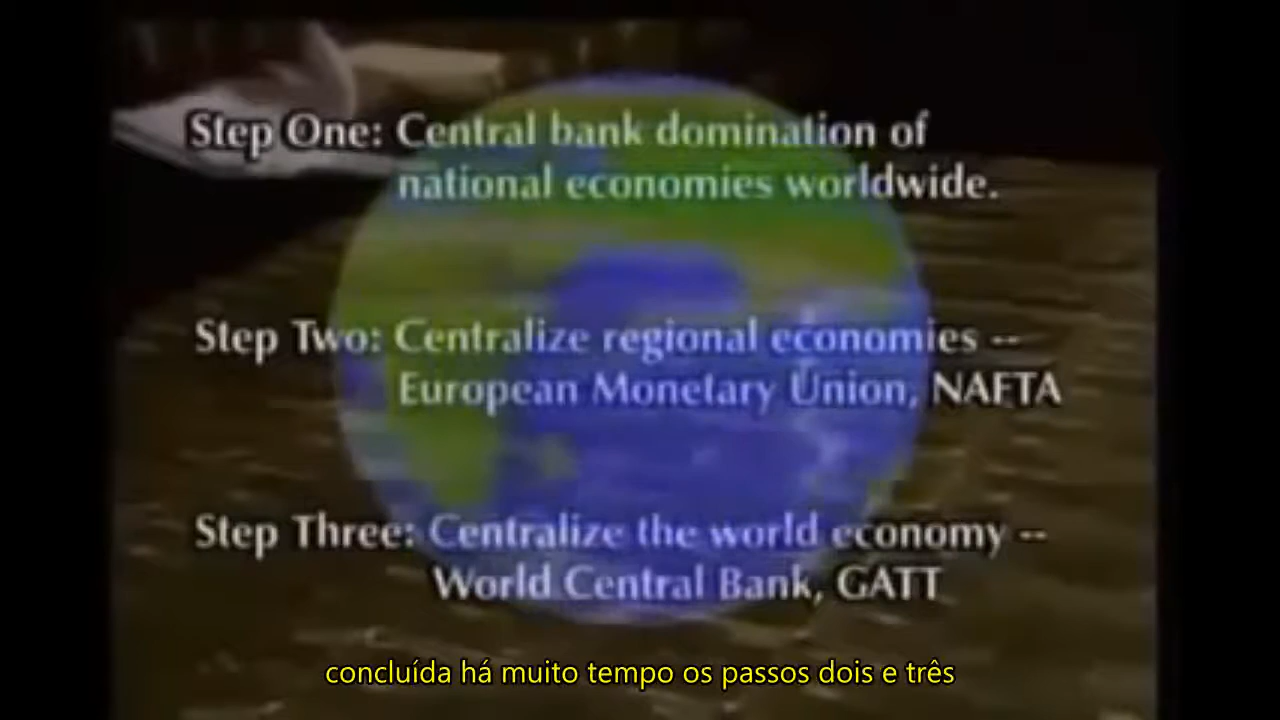 Step One: Central bank domination of
national economies worldwide.
Step Two: Centralize regional economies --
European Monetary Union, NAFTA
Step Three: Centralize the world economy --
World Central Bank, GATT
concluída há muito tempo os passos dois e três